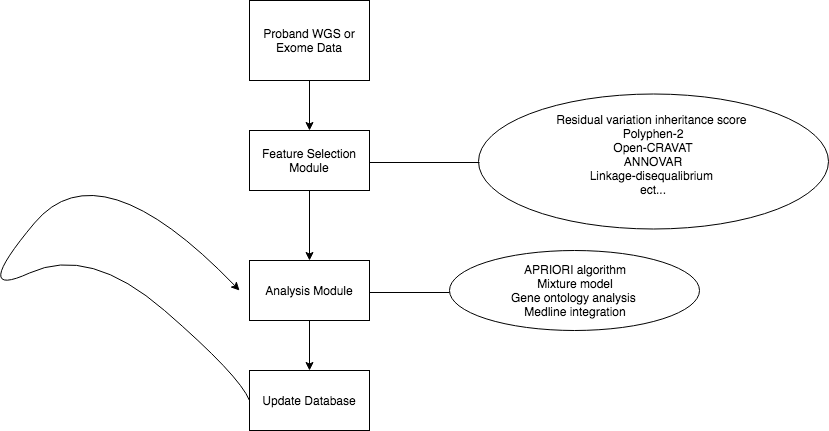 Proband WGS or
Exome Data
Feature Selection
Module
Residual variation inheritance score
Polyphen-2
Open-CRAVAT
ANNOVAR
Linkage-disequalibrium
ect...
Analysis Module
APRIORI algorithm
Mixture model
Gene ontology analysis
Medline integration
Update Database